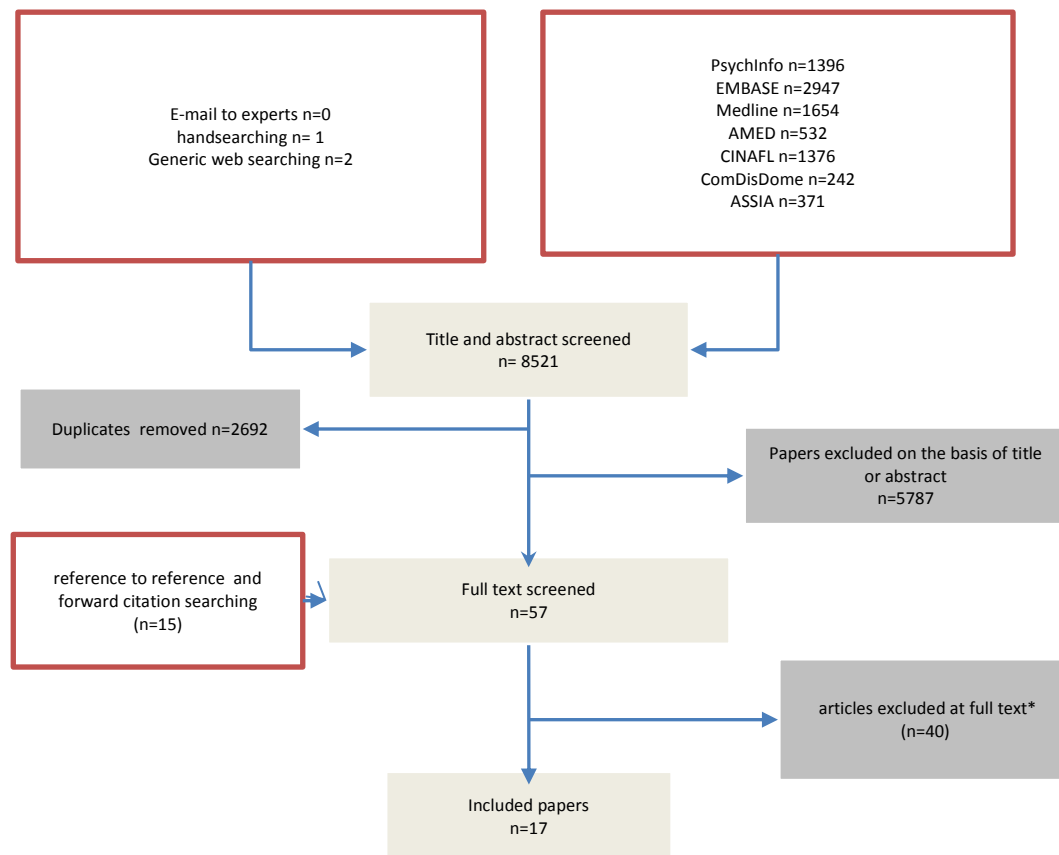 E-mail to experts n=0
handsearching n= 1
Generic web searching n=2
PsychInfo n=1396
EMBASE n=2947
Medline n=1654
AMED n=532
CINAFL n=1376
ComDisDome n=242
ASSIA n=371
Title and abstract screened
n= 8521
Duplicates  removed n=2692
Papers excluded on the basis of title
or abstract
n=5787
reference to reference  and
forward citation searching
(n=15)
Full text screened
n=57
articles excluded at full text*
(n=40)
Included papers
n=17